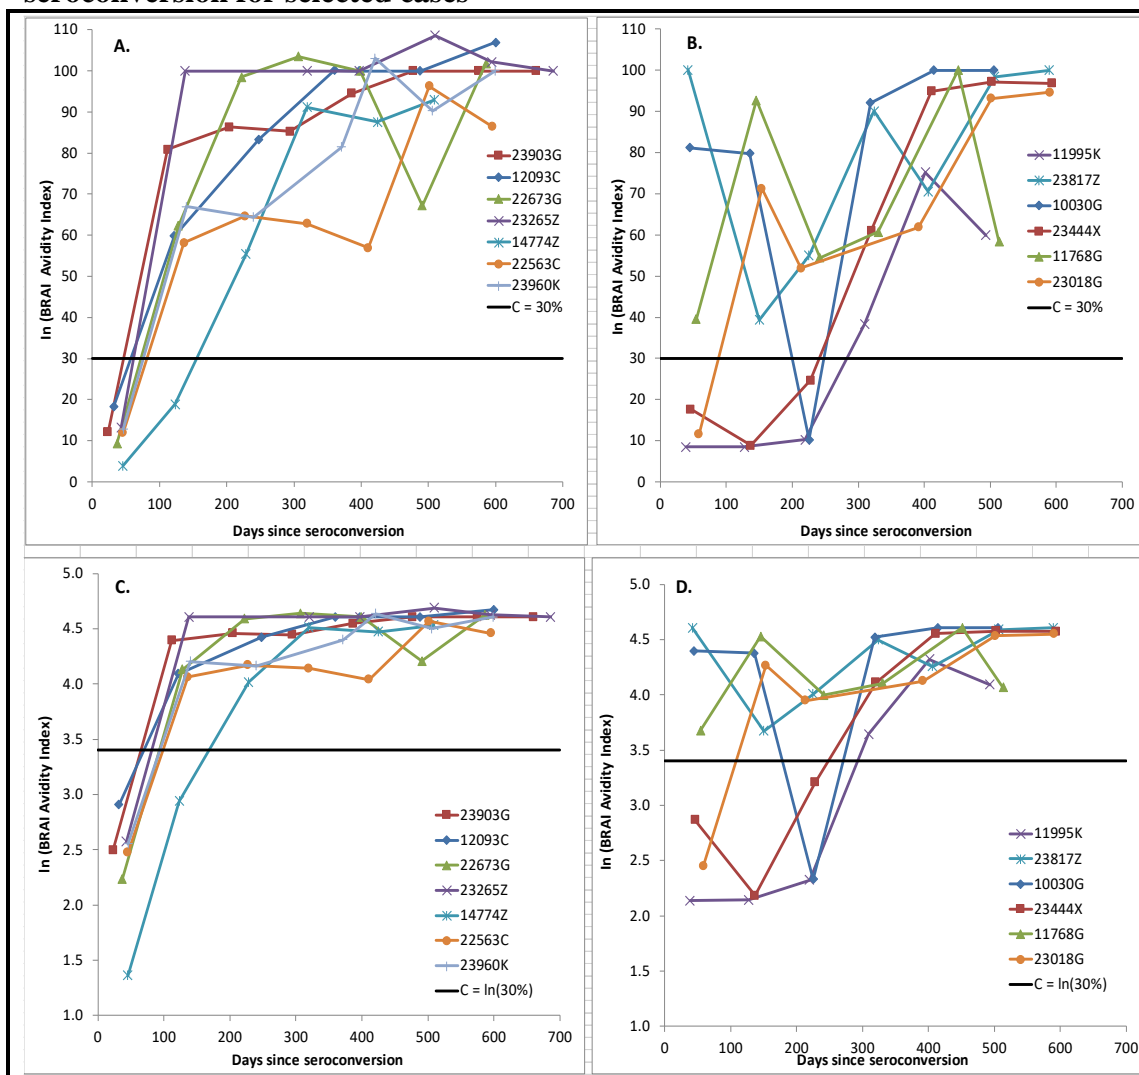 seroconversion for selected cases
A.
ln (BRAI Avidity Index)
110
100
90
80
70
60
50
40
30
20
10
0
23903G
12093C
22673G
23265Z
14774Z
22563C
23960K
C = 30%
0 100 200 300 400 500 600 700
Days since seroconversion
B.
ln (BRAI Avidity Index)
110
100
90
80
70
60
50
40
30
20
10
0
11995K
23817Z
10030G
23444X
11768G
23018G
C = 30%
0 100 200 300 400 500 600 700
Days since seroconversion
C.
ln (BRAI Avidity Index)
5.0
4.5
4.0
3.5
3.0
2.5
2.0
1.5
1.0
23903G
12093C
22673G
23265Z
14774Z
22563C
23960K
C = ln(30%)
0 100 200 300 400 500 600 700
Days since seroconversion
D.
ln (BRAI Avidity Index)
5.0
4.5
4.0
3.5
3.0
2.5
2.0
1.5
1.0
11995K
23817Z
10030G
23444X
11768G
23018G
C = ln(30%)
0 100 200 300 400 500 600 700
Days since seroconversion